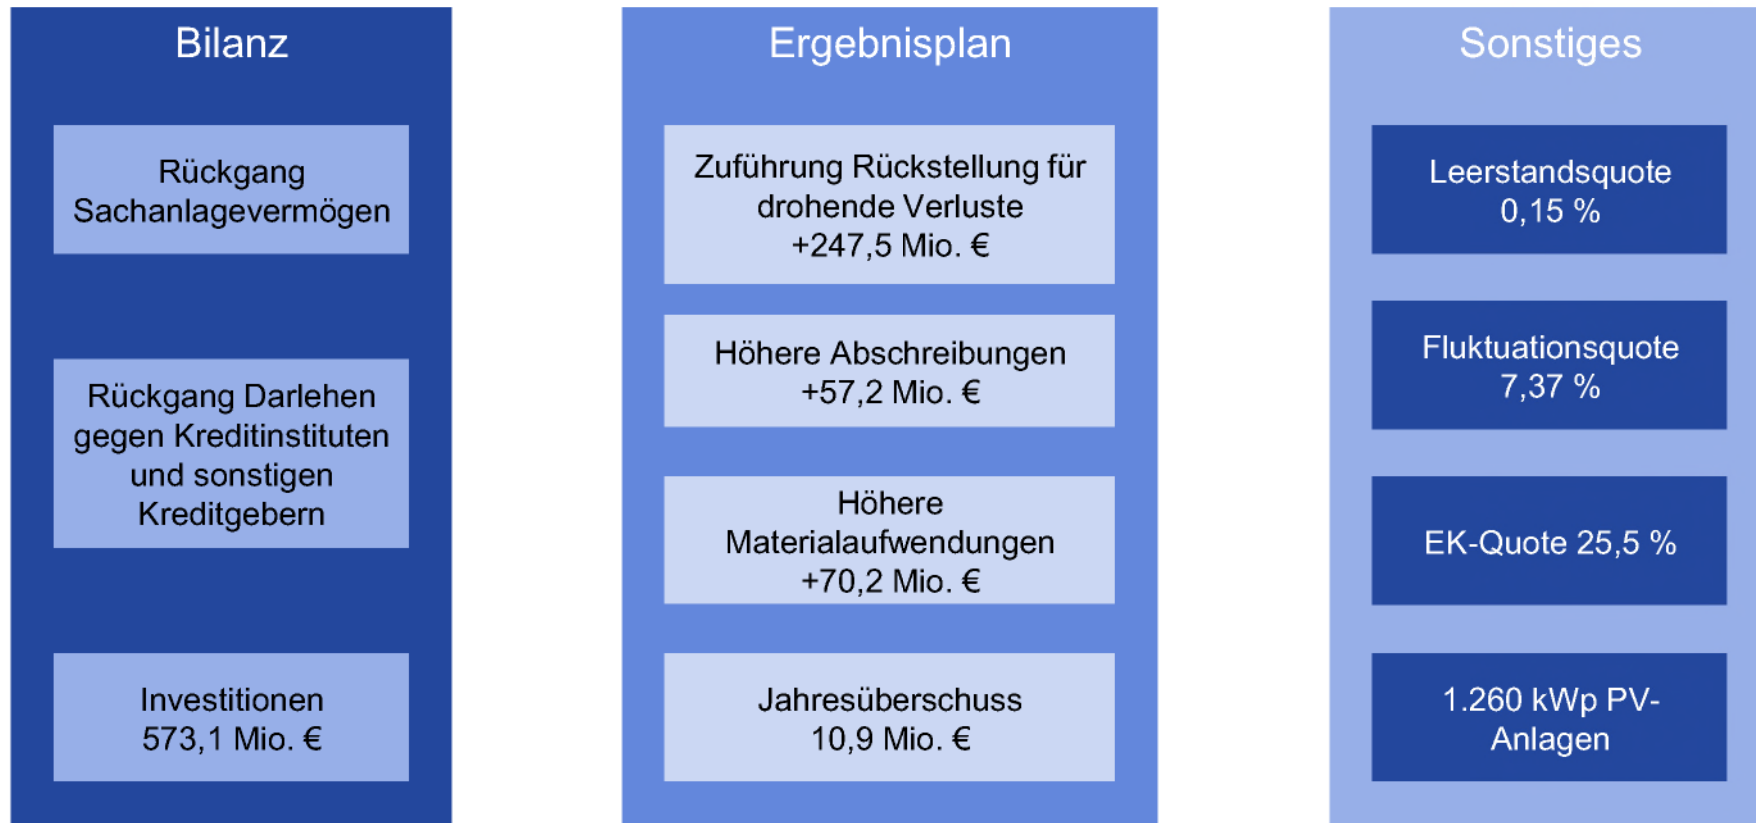 Bilanz
Rückgang
Sachanlagevermögen
Rückgang Darlehen
gegen Kreditinstituten
und sonstigen
Kreditgebern
Investitionen
573,1 Mio. €
Ergebnisplan
Zuführung Rückstellung für
drohende Verluste
+247,5 Mio. €
Höhere Abschreibungen
+57,2 Mio. €
Höhere
Materialaufwendungen
+70,2 Mio. €
Jahresüberschuss
10,9 Mio. €
Sonstiges
Leerstandsquote
0,15 %
Fluktuationsquote
7,37 %
EK-Quote 25,5 %
1.260 kWp PV-
Anlagen